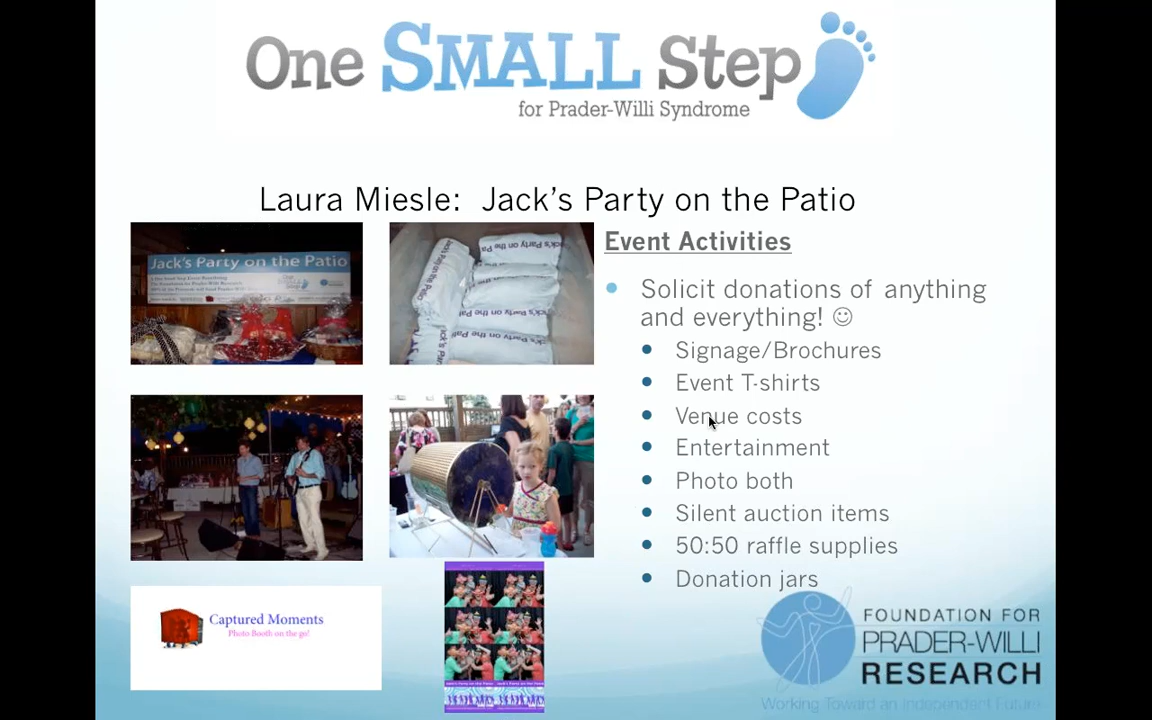 One SMALL Step
for Prader-Willi Syndrome
Laura Miesle: Jack's Party on the Patio
Event Activities
Solicit donations of anything
and everything! ☺
Signage/Brochures
Event T-shirts
Venue costs
Entertainment
Photo both
Silent auction items
50:50 raffle supplies
Donation jars
Jack's Party on the Patio
Captured Moments
Photo Booth on the go!
FOUNDATION FOR
PRADER-WILLI
RESEARCH
Working Toward an Independent Future